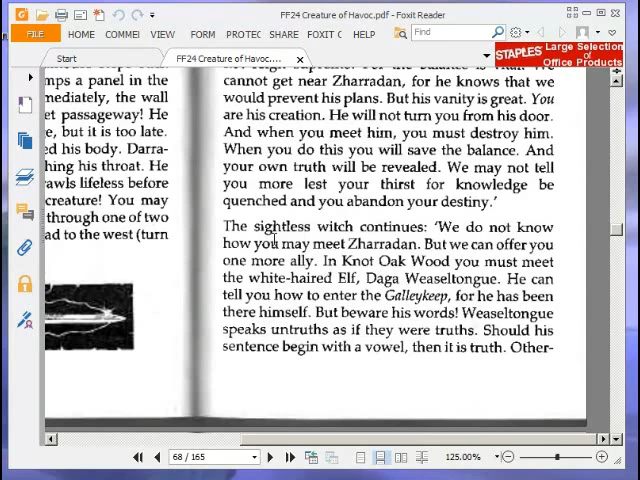 FF24 Creature of Havoc.pdf - Foxit Reader
FILE
HOME
COMMEN
VIEW
FORM
PROTEC
SHARE
FOXIT C
HELP
Find
Start
FF24 Creature of Havoc....
STAPLES Large Selection
of
Office Products
mps a panel in the
mediately, the wall
et passageway! He
e, but it is too late.
ed his body. Darra-
hing his throat. He
rawls lifeless before
creature! You may
through one of two
ad to the west (turn
cannot get near Zharradan, for he knows that we
would prevent his plans. But his vanity is great. You
are his creation. He will not turn you from his door.
And when you meet him, you must destroy him.
When you do this you will save the balance. And
your own truth will be revealed. We may not tell
you more lest your thirst for knowledge be
quenched and you abandon your destiny.’
The sightless witch continues: ‘We do not know
how you may meet Zharradan. But we can offer you
one more ally. In Knot Oak Wood you must meet
the white-haired Elf, Daga Weaseltongue. He can
tell you how to enter the Galleykeep, for he has been
there himself. But beware his words! Weaseltongue
speaks untruths as if they were truths. Should his
sentence begin with a vowel, then it is truth. Other-
68 / 165
125.00%